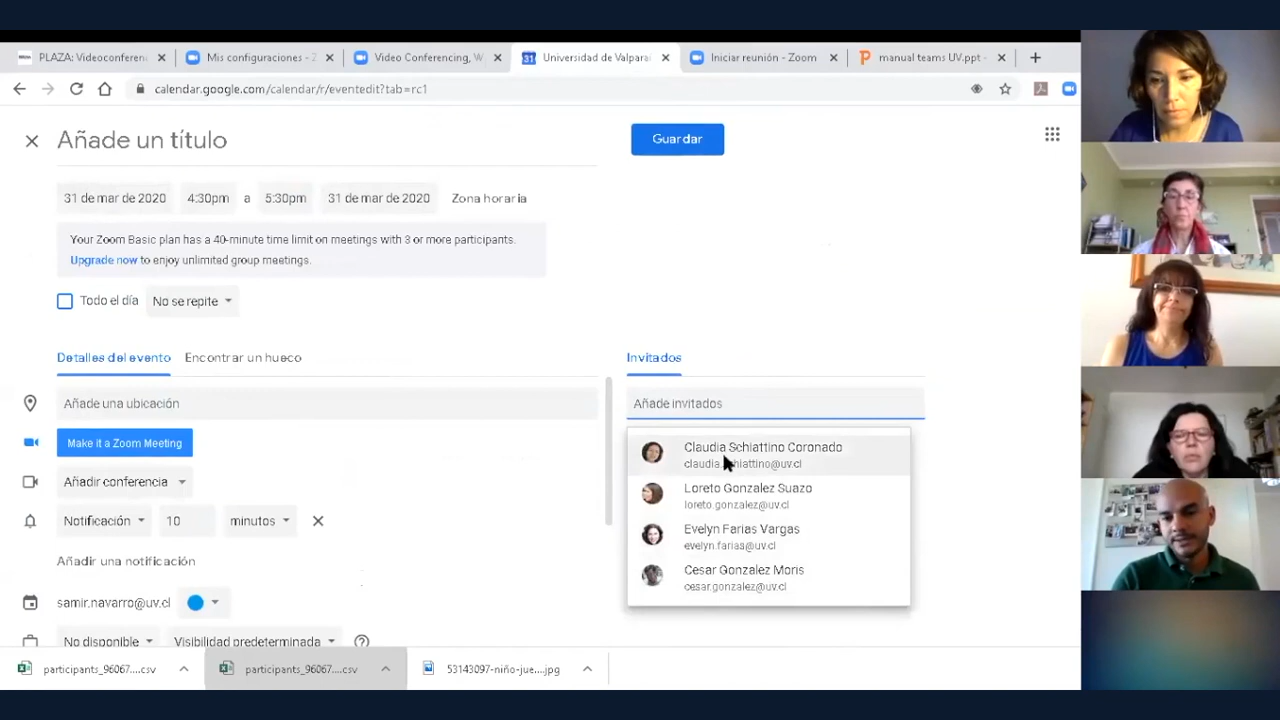 PLAZA: Videoconferen
Mis configuraciones - Z
Video Conferencing, W
Universidad de Valpara
Iniciar reunión - Zoom
manual teams UV.ppt -
calendar.google.com/calendar/r/eventedit?tab=rc1
Añade un título
Guardar
31 de mar de 2020 4:30pm a 5:30pm 31 de mar de 2020 Zona horaria
Your Zoom Basic plan has a 40-minute time limit on meetings with 3 or more participants.
Upgrade now to enjoy unlimited group meetings.
Todo el día No se repite
Detalles del evento Encontrar un hueco
Invitados
Añade una ubicación
Añade invitados
Make it a Zoom Meeting
Claudia Schiattino Coronado
claudia.schiattino@uv.cl
Añadir conferencia
Loreto Gonzalez Suazo
loreto.gonzalez@uv.cl
Notificación 10 minutos
Evelyn Farias Vargas
evelyn.farias@uv.cl
Añadir una notificación
Cesar Gonzalez Moris
cesar.gonzalez@uv.cl
samir.navarro@uv.cl
No disponible Visibilidad predeterminada
participants_96067....csv
participants_96067....csv
53143097-niño-jue....jpg